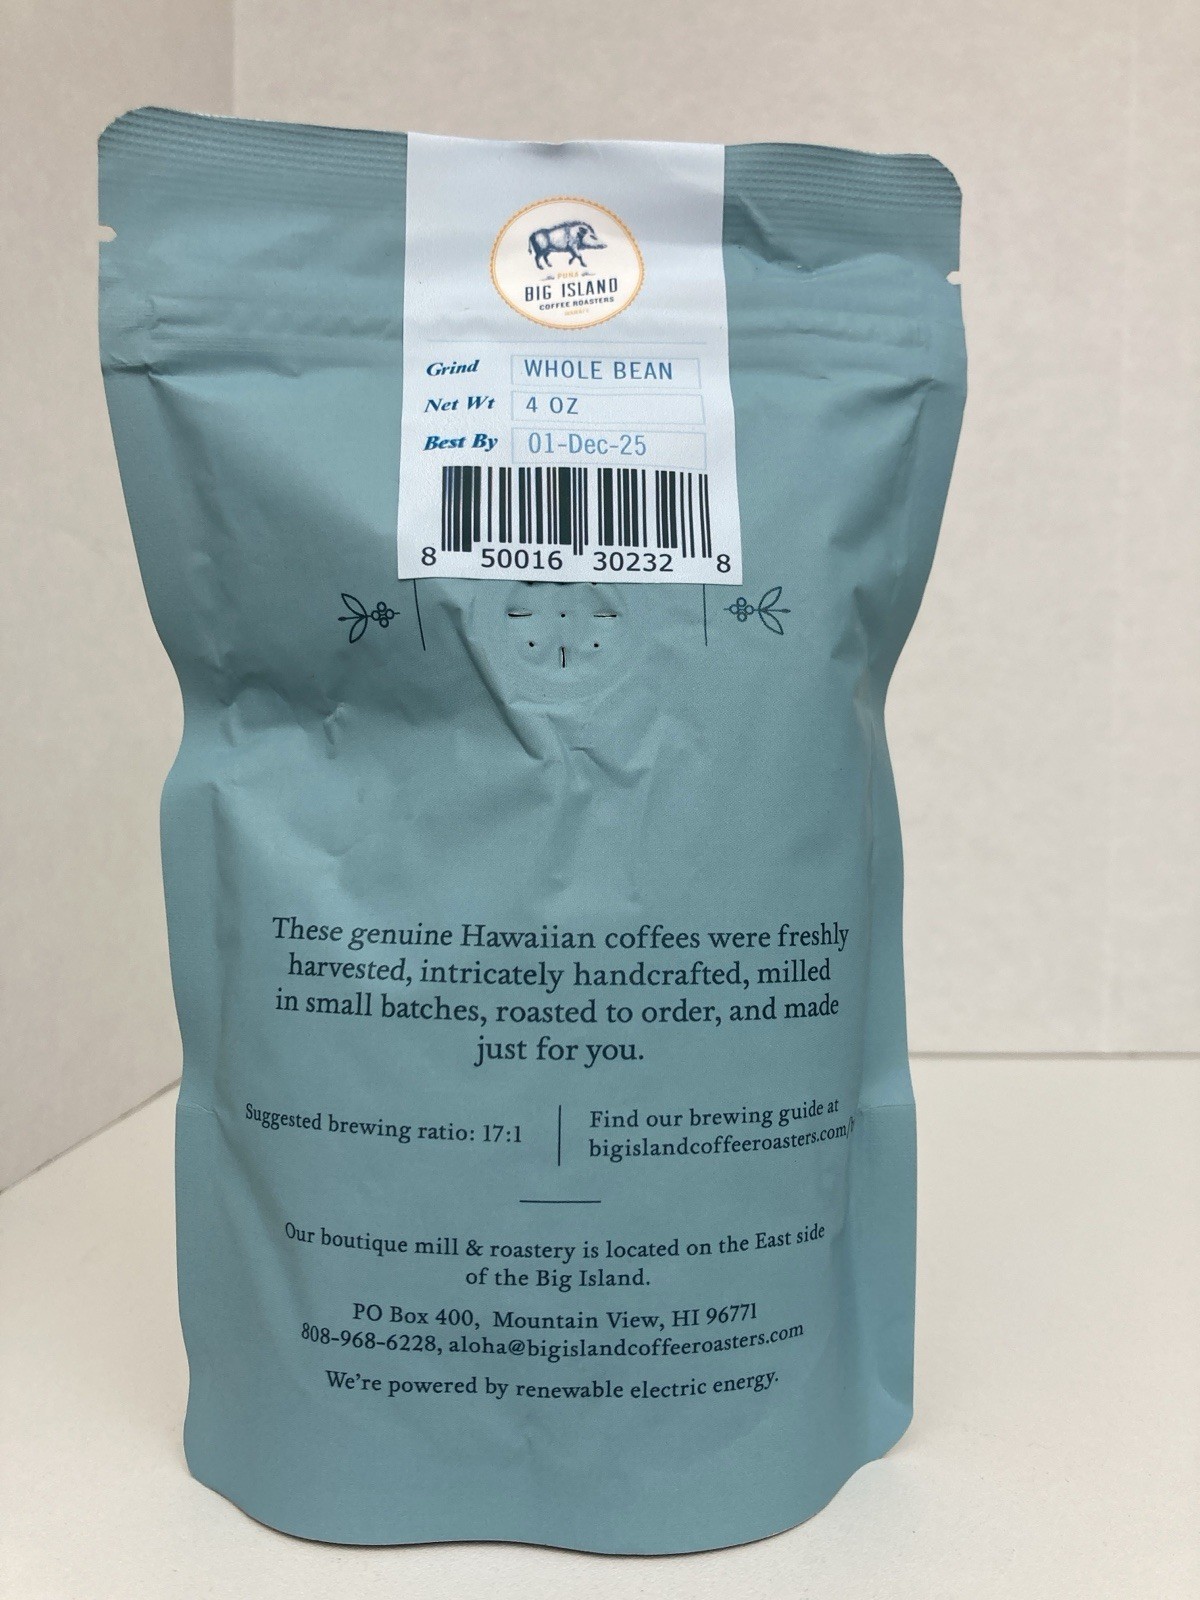 PUNA
BIG ISLAND
COFFEE ROASTERS
HAWAII
Grind WHOLE BEAN
Net Wt 4 OZ
Best By 01-Dec-25
8 50016 30232 8
These genuine Hawaiian coffees were freshly
harvested, intricately handcrafted, milled
in small batches, roasted to order, and made
just for you.
Suggested brewing ratio: 17:1
Find our brewing guide at
bigislandcoffeeroasters.com/
Our boutique mill & roastery is located on the East side
of the Big Island.
PO Box 400, Mountain View, HI 96771
808-968-6228, aloha@bigislandcoffeeroasters.com
We're powered by renewable electric energy.